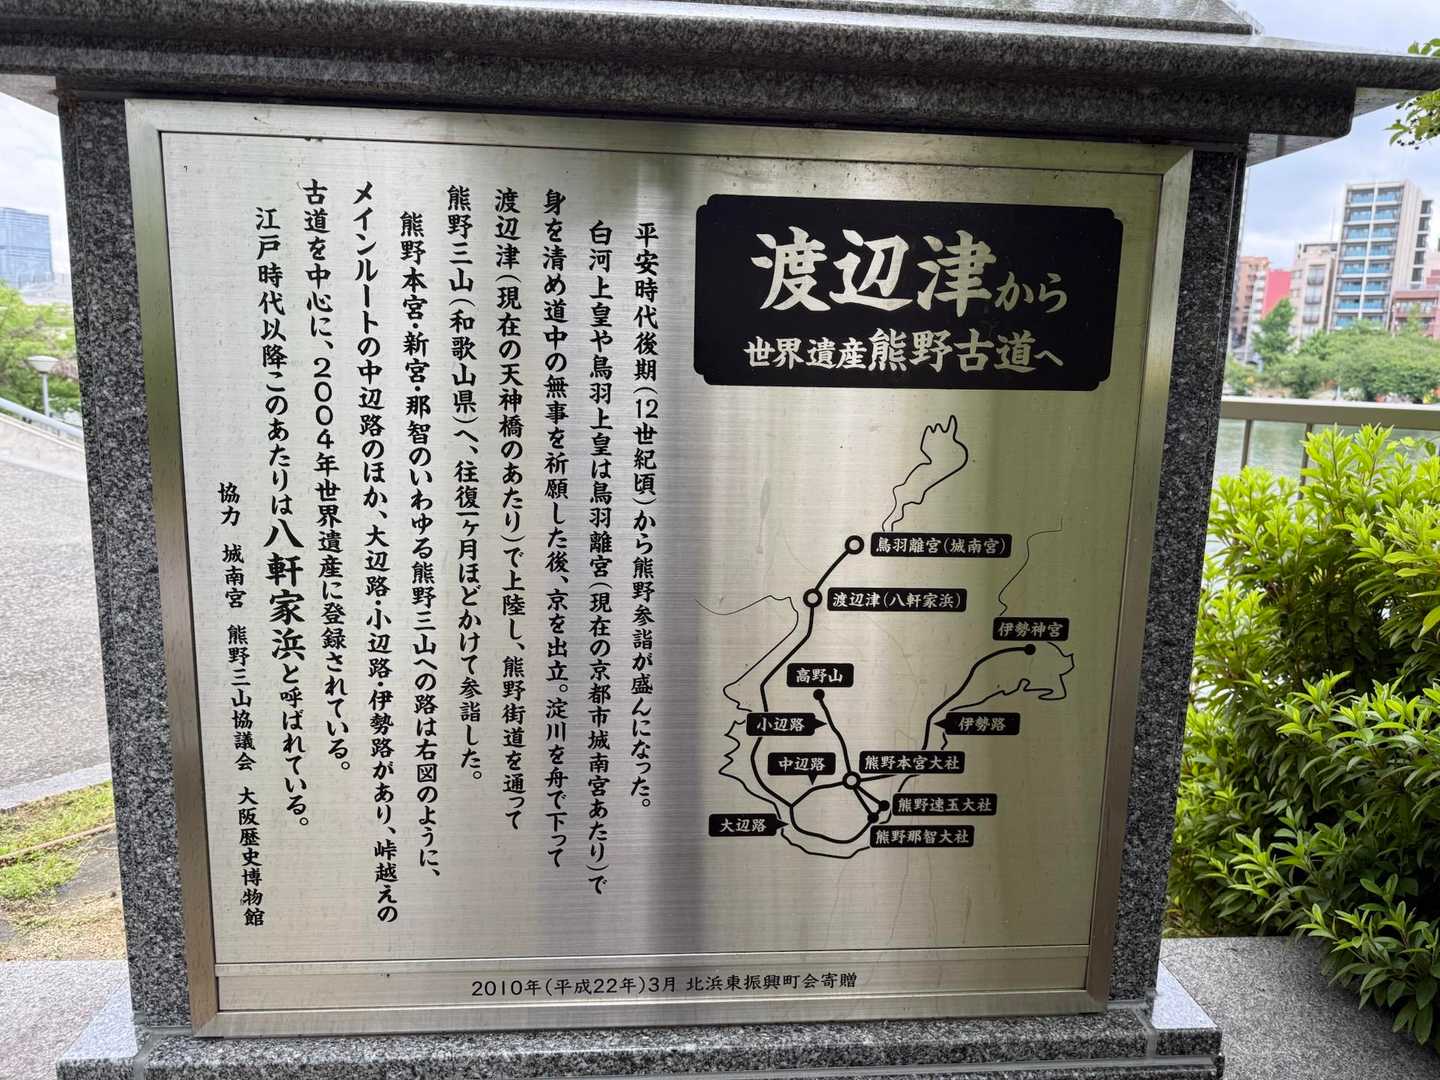 渡辺津から
世界遺産熊野古道へ
平安時代後期(12世紀頃)から熊野参詣が盛んになった。
白河上皇や鳥羽上皇は鳥羽離宮(現在の京都市城南宮あたり)で
身を清め道中の無事を祈願した後、京を出立。淀川を舟で下って
渡辺津(現在の天神橋のあたり)で上陸し、熊野街道を通って
熊野三山(和歌山県)へ、往復一ヶ月ほどかけて参詣した。
熊野本宮・新宮・那智のいわゆる熊野三山への路は右図のように、
メインルートの中辺路のほか、大辺路・小辺路・伊勢路があり、峠越えの
古道を中心に、2004年世界遺産に登録されている。
江戸時代以降このあたりは八軒家浜と呼ばれている。
協力 城南宮 熊野三山協議会 大阪歴史博物館
鳥羽離宮(城南宮)
渡辺津(八軒家浜)
伊勢神宮
高野山
小辺路
伊勢路
中辺路
熊野本宮大社
熊野速玉大社
大辺路
熊野那智大社
2010年(平成22年)3月 北浜東振興町会寄贈